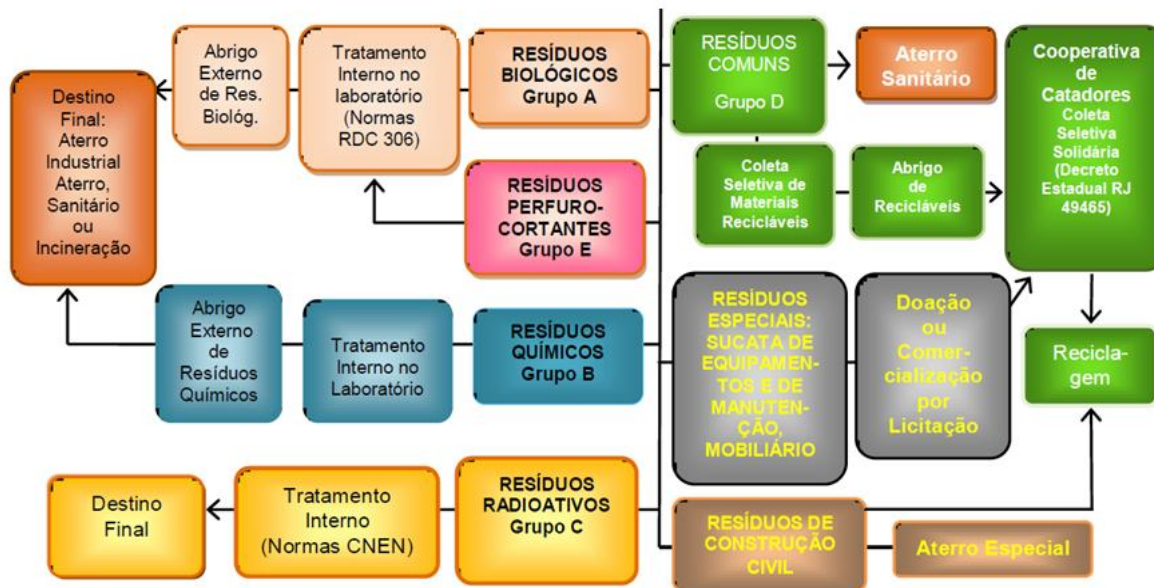 Destino
Final:
Aterro
Industrial
Aterro,
Sanitário
ou
Incineração
Abrigo
Externo
de Res.
Biológ.
Tratamento
Interno no
laboratório
(Normas
RDC 306)
RESÍDUOS
BIOLÓGICOS
Grupo A
RESÍDUOS
PERFURO-
CORTANTES
Grupo E
Abrigo
Externo
de
Resíduos
Químicos
Tratamento
Interno no
Laboratório
RESÍDUOS
QUÍMICOS
Grupo B
Destino
Final
Tratamento
Interno
(Normas CNEN)
RESÍDUOS
RADIOATIVOS
Grupo C
RESÍDUOS
COMUNS
Grupo D
Aterro
Sanitário
Cooperativa
de
Catadores
Coleta
Seletiva
Solidária
(Decreto
Estadual RJ
49465)
Coleta
Seletiva de
Materiais
Recicláveis
Abrigo
de
Recicláveis
RESÍDUOS
ESPECIAIS:
SUCATA DE
EQUIPAMEN-
TOS E DE
MANUTEN-
ÇÃO,
MOBILIÁRIO
Doação
ou
Comer-
cialização
por
Licitação
Recicla-
gem
RESÍDUOS DE
CONSTRUÇÃO
CIVIL
Aterro Especial